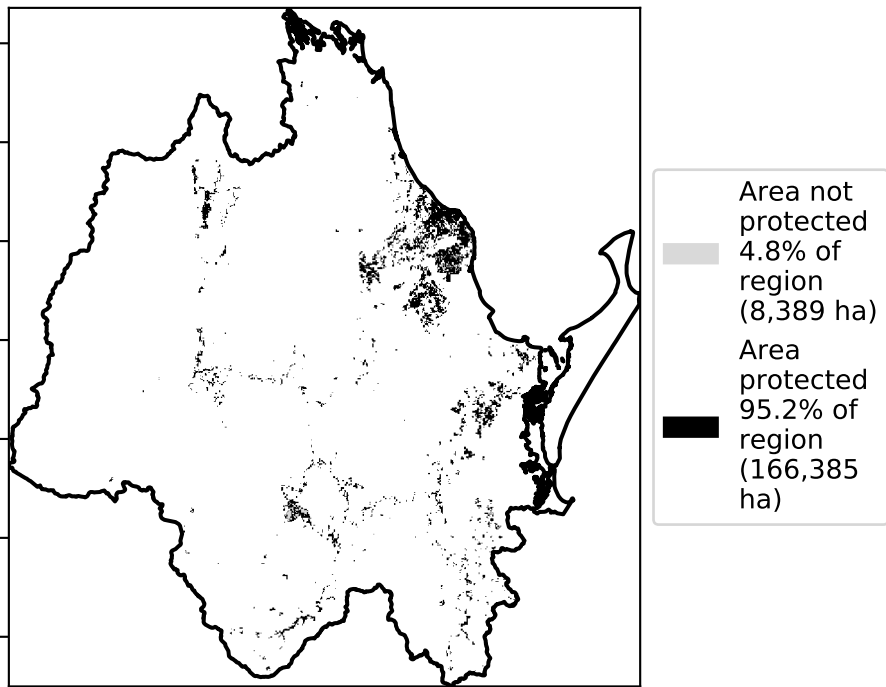 Area not
protected
4.8% of
region
(8,389 ha)
Area
protected
95.2% of
region
(166,385
ha)